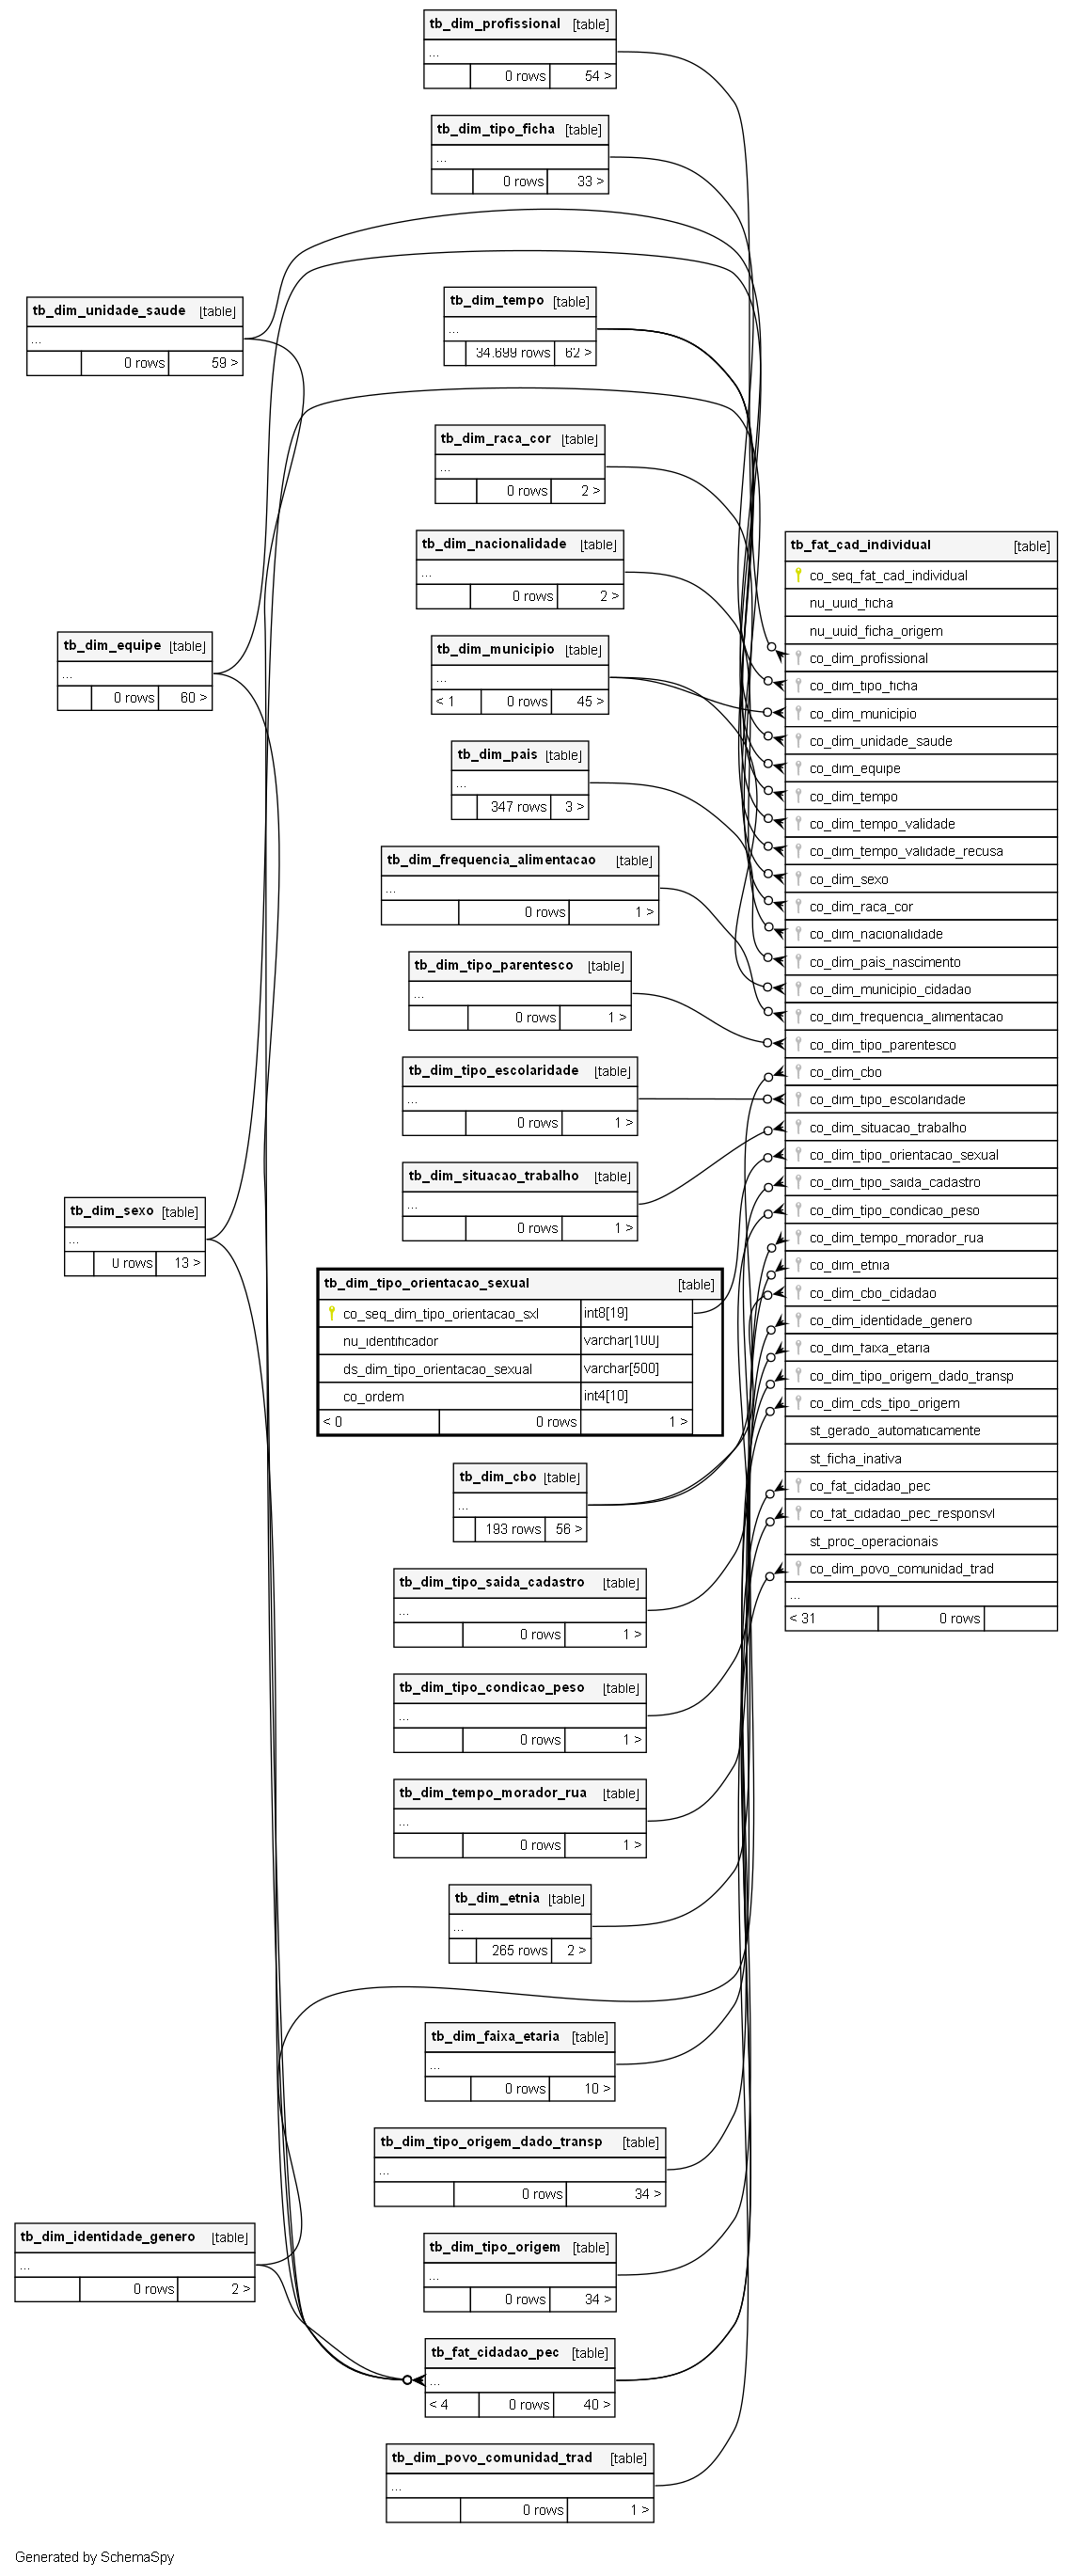 tb_dim_profissional [table]
...
0 rows 54 >
tb_dim_tipo_ficha [table]
...
0 rows 33 >
tb_dim_unidade_saude [table]
...
0 rows 59 >
tb_dim_tempo [table]
...
34.699 rows 62 >
tb_dim_raca_cor [table]
...
0 rows 2 >
tb_dim_nacionalidade [table]
...
0 rows 2 >
tb_dim_equipe [table]
...
0 rows 60 >
tb_dim_municipio [table]
...
< 1 0 rows 45 >
tb_dim_pais [table]
...
347 rows 3 >
tb_dim_frequencia_alimentacao [table]
...
0 rows 1 >
tb_dim_tipo_parentesco [table]
...
0 rows 1 >
tb_dim_tipo_escolaridade [table]
...
0 rows 1 >
tb_dim_situacao_trabalho [table]
...
0 rows 1 >
tb_dim_sexo [table]
...
0 rows 13 >
tb_dim_tipo_orientacao_sexual [table]
co_seq_dim_tipo_orientacao_sxl int8[19]
nu_identificador varchar[100]
ds_dim_tipo_orientacao_sexual varchar[500]
co_ordem int4[10]
< 0 0 rows 1 >
tb_dim_cbo [table]
...
193 rows 56 >
tb_dim_tipo_saida_cadastro [table]
...
0 rows 1 >
tb_dim_tipo_condicao_peso [table]
...
0 rows 1 >
tb_dim_tempo_morador_rua [table]
...
0 rows 1 >
tb_dim_etnia [table]
...
265 rows 2 >
tb_dim_faixa_etaria [table]
...
0 rows 10 >
tb_dim_tipo_origem_dado_transp [table]
...
0 rows 34 >
tb_dim_identidade_genero [table]
...
0 rows 2 >
tb_dim_tipo_origem [table]
...
0 rows 34 >
tb_fat_cidadao_pec [table]
...
< 4 0 rows 40 >
tb_dim_povo_comunidad_trad [table]
...
0 rows 1 >
tb_fat_cad_individual [table]
co_seq_fat_cad_individual
nu_uuid_ficha
nu_uuid_ficha_origem
co_dim_profissional
co_dim_tipo_ficha
co_dim_municipio
co_dim_unidade_saude
co_dim_equipe
co_dim_tempo
co_dim_tempo_validade
co_dim_tempo_validade_recusa
co_dim_sexo
co_dim_raca_cor
co_dim_nacionalidade
co_dim_pais_nascimento
co_dim_municipio_cidadao
co_dim_frequencia_alimentacao
co_dim_tipo_parentesco
co_dim_cbo
co_dim_tipo_escolaridade
co_dim_situacao_trabalho
co_dim_tipo_orientacao_sexual
co_dim_tipo_saida_cadastro
co_dim_tipo_condicao_peso
co_dim_tempo_morador_rua
co_dim_etnia
co_dim_cbo_cidadao
co_dim_identidade_genero
co_dim_faixa_etaria
co_dim_tipo_origem_dado_transp
co_dim_cds_tipo_origem
st_gerado_automaticamente
st_ficha_inativa
co_fat_cidadao_pec
co_fat_cidadao_pec_responsvl
st_proc_operacionais
co_dim_povo_comunidad_trad
...
< 31 0 rows
Generated by SchemaSpy